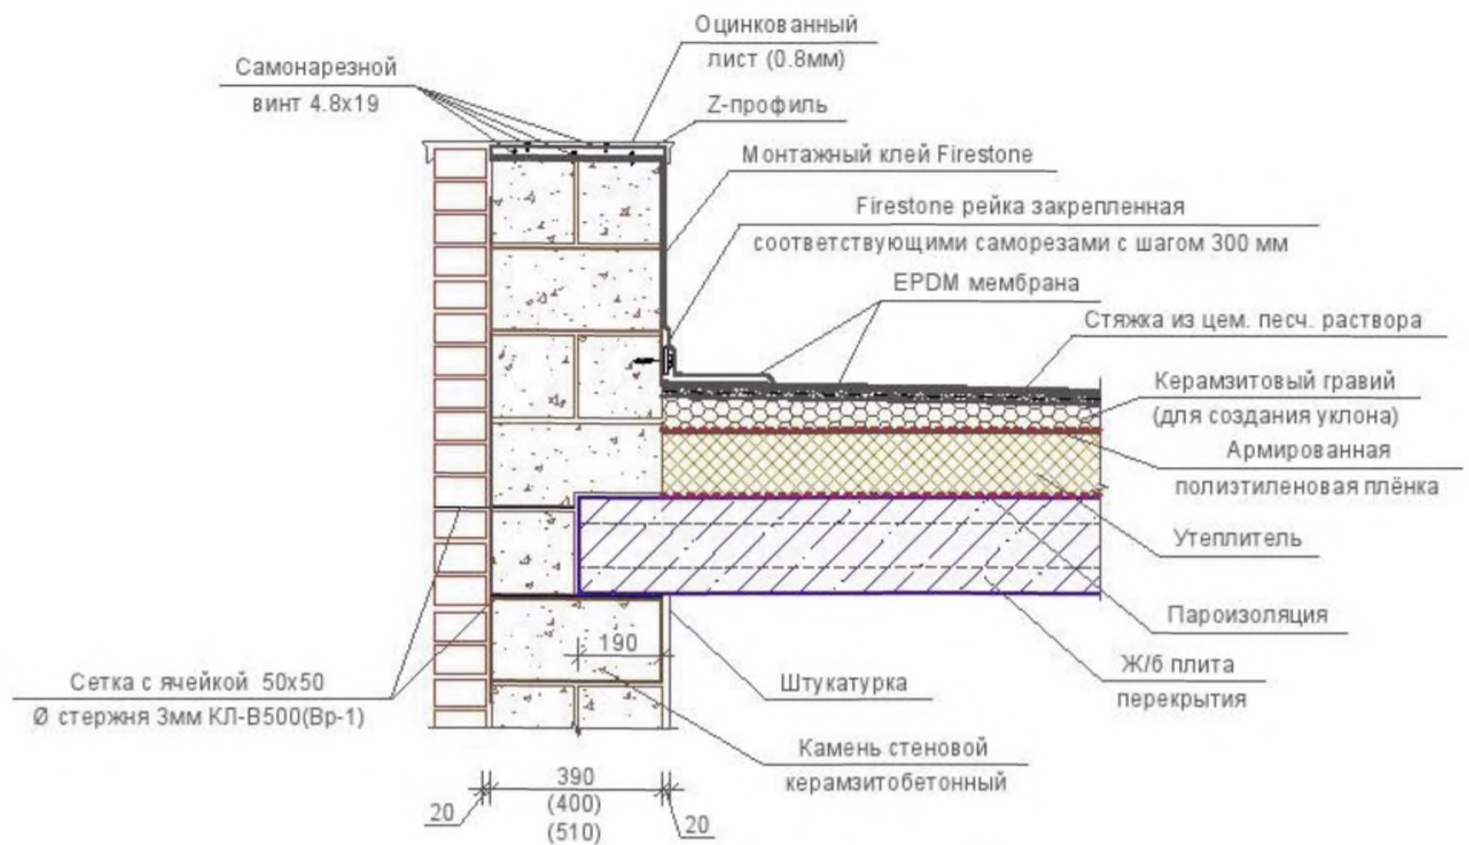 Оцинкованный
лист (0.8мм)
Самонарезной
винт 4.8х19
Z-профиль
Монтажный клей Firestone
Firestone рейка закрепленная
соответствующими саморезами с шагом 300 мм
EPDM мембрана
Стяжка из цем. песч. раствора
Керамзитовый гравий
(для создания уклона)
Армированная
полиэтиленовая плёнка
Утеплитель
Пароизоляция
Ж/б плита
перекрытия
190
Штукатурка
Сетка с ячейкой 50х50
Ø стержня 3мм КЛ-В500(Вр-1)
Камень стеновой
керамзитобетонный
390
(400)
(510)
20
20